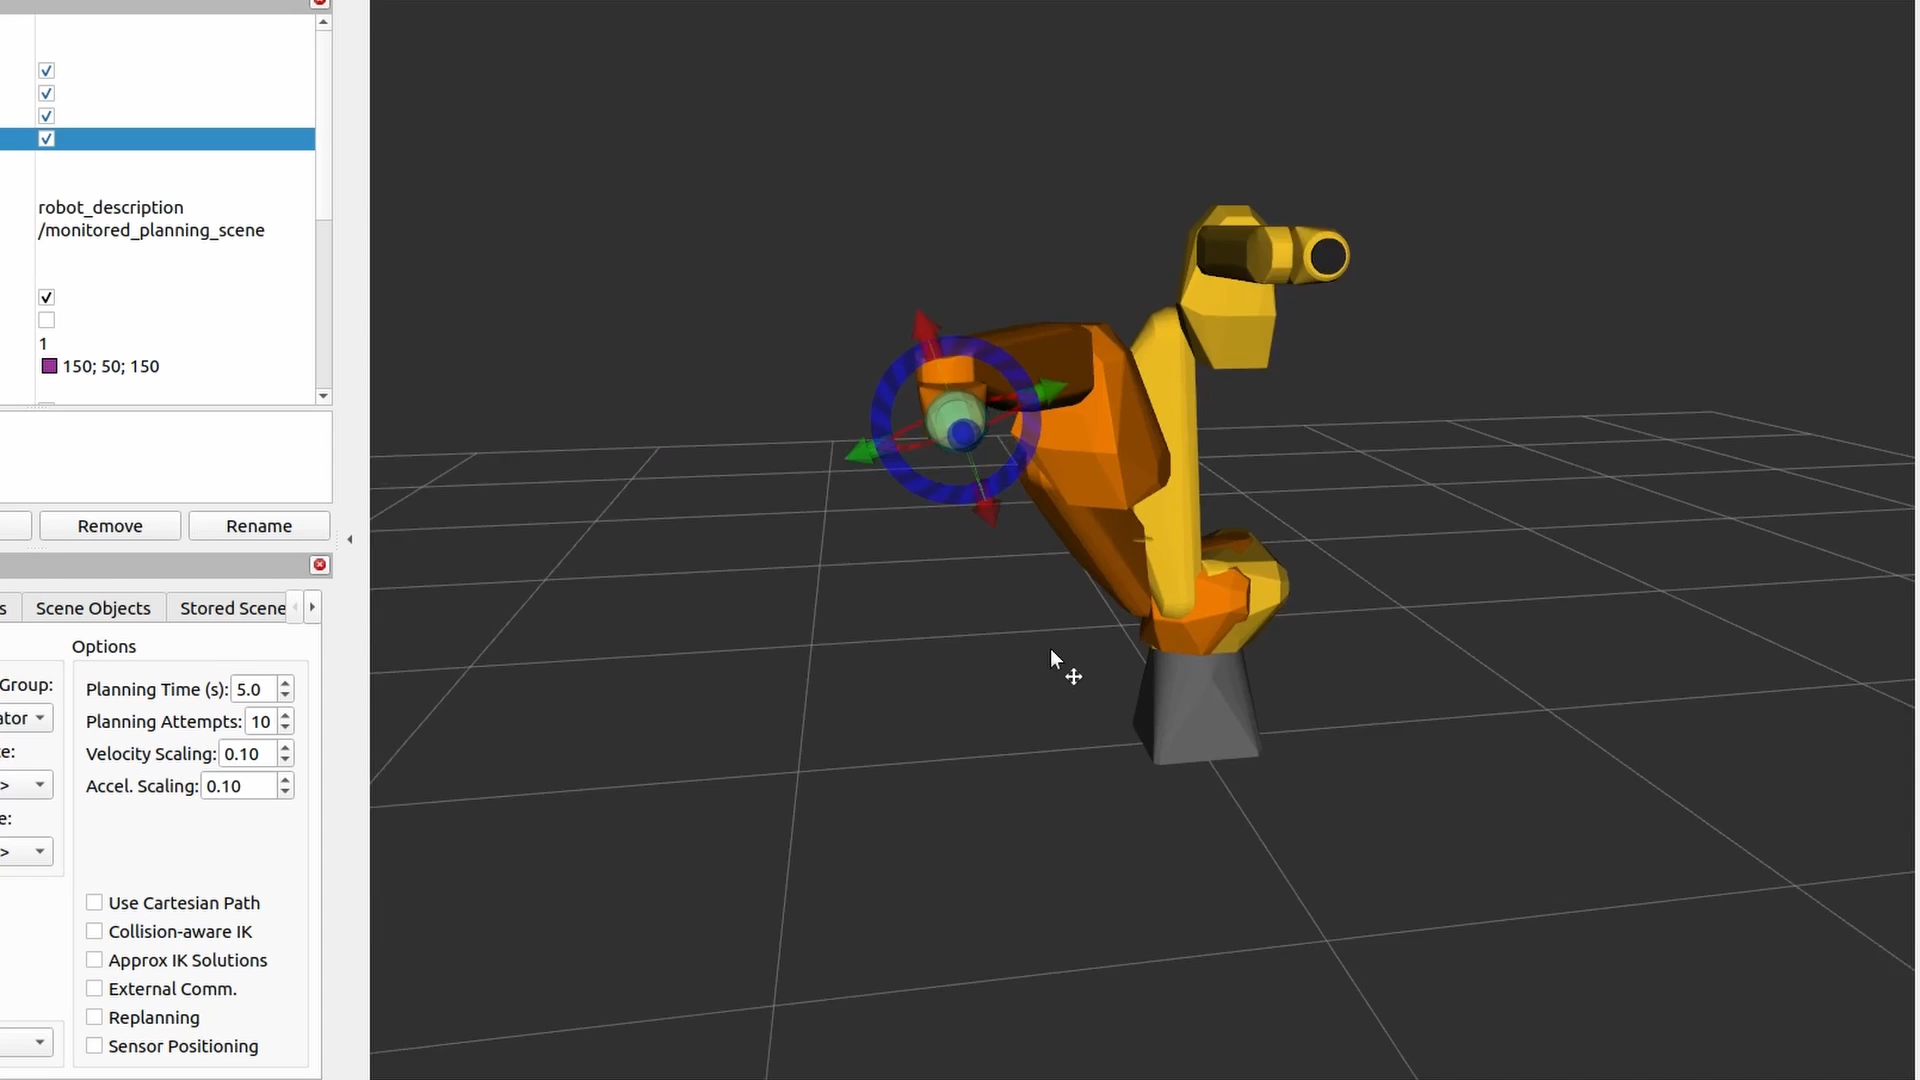 robot_description
/monitored_planning_scene
1
150; 50; 150
Remove
Rename
s
Scene Objects
Stored Scene
Options
Group:
Planning Time (s): 5.0
ator
Planning Attempts: 10
te:
Velocity Scaling: 0.10
>
Accel. Scaling: 0.10
e:
>
Use Cartesian Path
Collision-aware IK
Approx IK Solutions
External Comm.
Replanning
Sensor Positioning